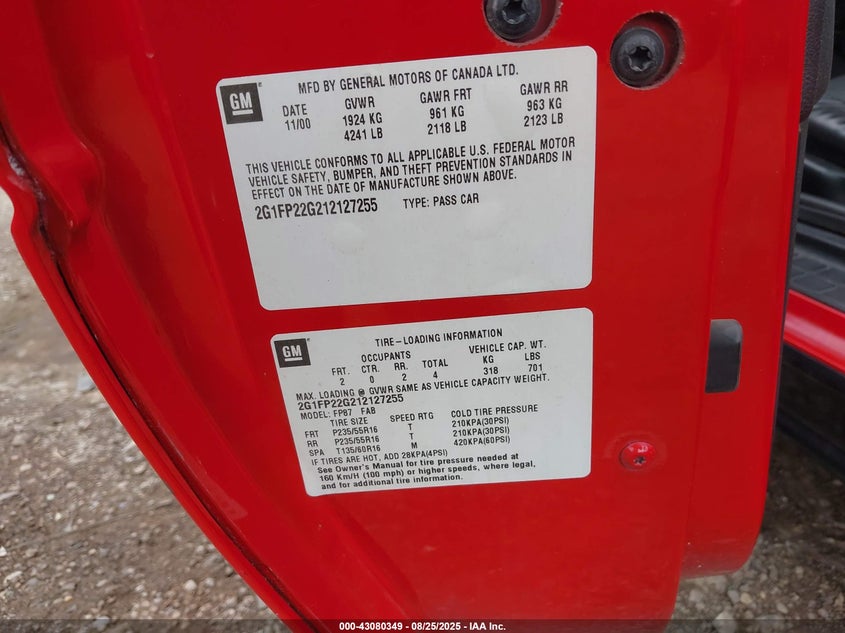 GM
MFD BY GENERAL MOTORS OF CANADA LTD.
DATE GVWR GAWR FRT GAWR RR
11/00 1924 KG 961 KG 963 KG
4241 LB 2118 LB 2123 LB
THIS VEHICLE CONFORMS TO ALL APPLICABLE U.S. FEDERAL MOTOR
VEHICLE SAFETY, BUMPER, AND THEFT PREVENTION STANDARDS IN
EFFECT ON THE DATE OF MANUFACTURE SHOWN ABOVE.
2G1FP22G212127255 TYPE: PASS CAR
GM
TIRE-LOADING INFORMATION
OCCUPANTS VEHICLE CAP. WT.
FRT. CTR. RR. TOTAL KG LBS
2 0 2 4 318 701
MAX. LOADING @ GVWR SAME AS VEHICLE CAPACITY WEIGHT.
2G1FP22G212127255
MODEL: FP87 FAB
TIRE SIZE SPEED RTG COLD TIRE PRESSURE
FRT P235/55R16 T 210KPA(30PSI)
RR P235/55R16 T 210KPA(30PSI)
SPA T135/60R16 M 420KPA(60PSI)
IF TIRES ARE HOT, ADD 28KPA(4PSI)
See Owner's Manual for tire pressure needed at
160 Km/H (100 mph) or higher speeds, where legal,
and for additional tire information.
000-43080349 - 08/25/2025 - IAA Inc.